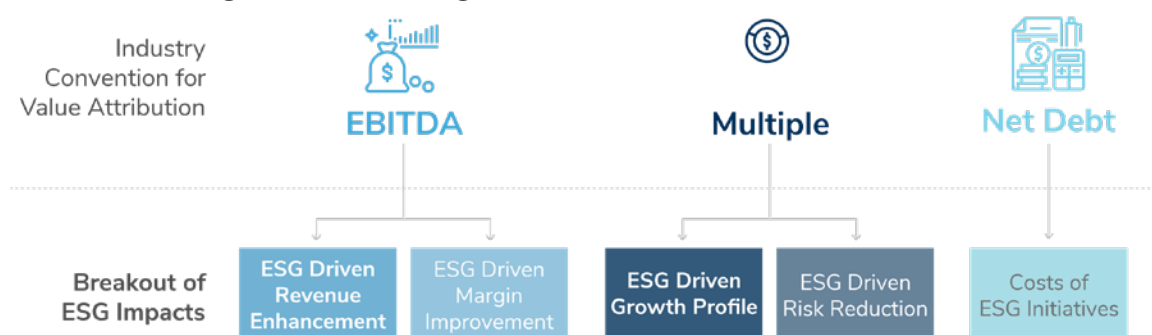 Industry
Convention for
Value Attribution
EBITDA
Multiple
Net Debt
Breakout of
ESG Impacts
ESG Driven
Revenue
Enhancement
ESG Driven
Margin
Improvement
ESG Driven
Growth Profile
ESG Driven
Risk Reduction
Costs of
ESG Initiatives